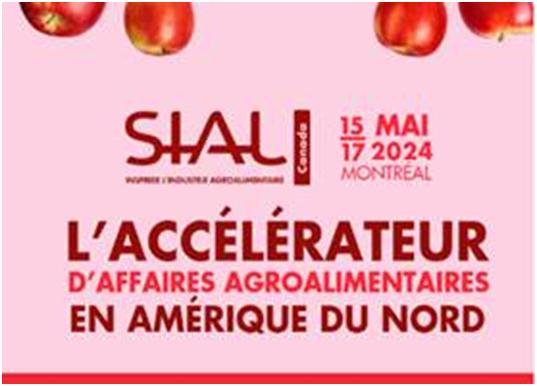 SIAL Canada
INSPIRER L'INDUSTRIE AGROALIMENTAIRE
15 MAI
17 2024
MONTRÉAL
L'ACCÉLÉRATEUR
D'AFFAIRES AGROALIMENTAIRES
EN AMÉRIQUE DU NORD